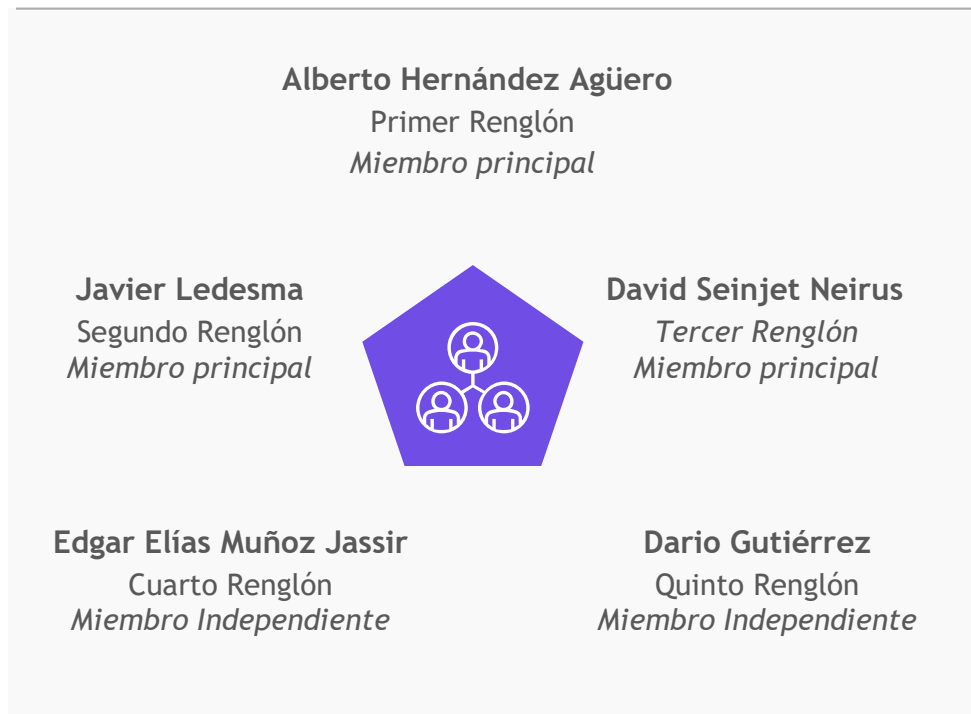 Alberto Hernández Agüero
Primer Renglón
Miembro principal
Javier Ledesma
Segundo Renglón
Miembro principal
David Seinjet Neirus
Tercer Renglón
Miembro principal
Edgar Elías Muñoz Jassir
Cuarto Renglón
Miembro Independiente
Dario Gutiérrez
Quinto Renglón
Miembro Independiente